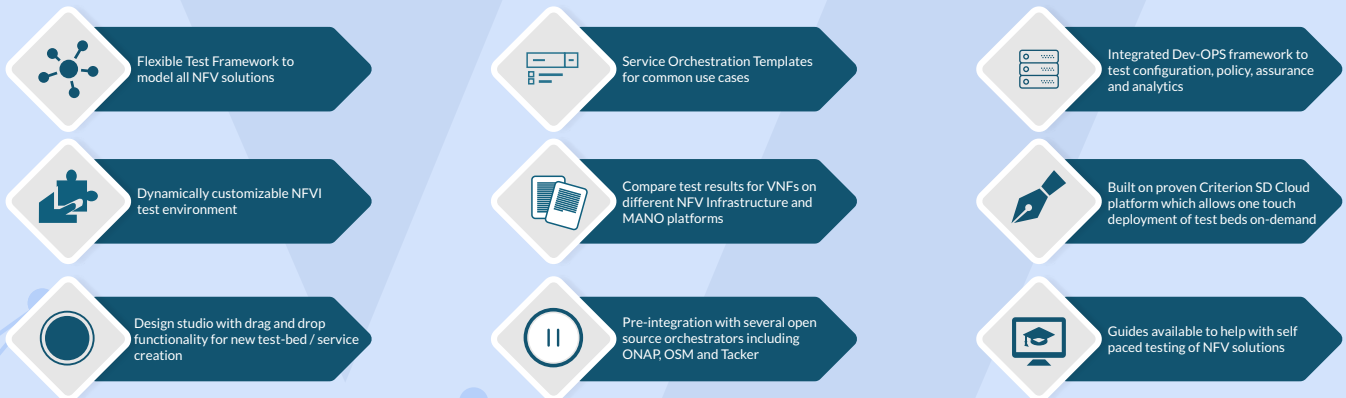 Flexible Test Framework to
model all NFV solutions
Service Orchestration Templates
for common use cases
Integrated Dev-OPS framework to
test configuration, policy, assurance
and analytics
Dynamically customizable NFVI
test environment
Compare test results for VNFs on
different NFV Infrastructure and
MANO platforms
Built on proven Criterion SD Cloud
platform which allows one touch
deployment of test beds on-demand
Design studio with drag and drop
functionality for new test-bed / service
creation
Pre-integration with several open
source orchestrators including
ONAP, OSM and Tacker
Guides available to help with self
paced testing of NFV solutions